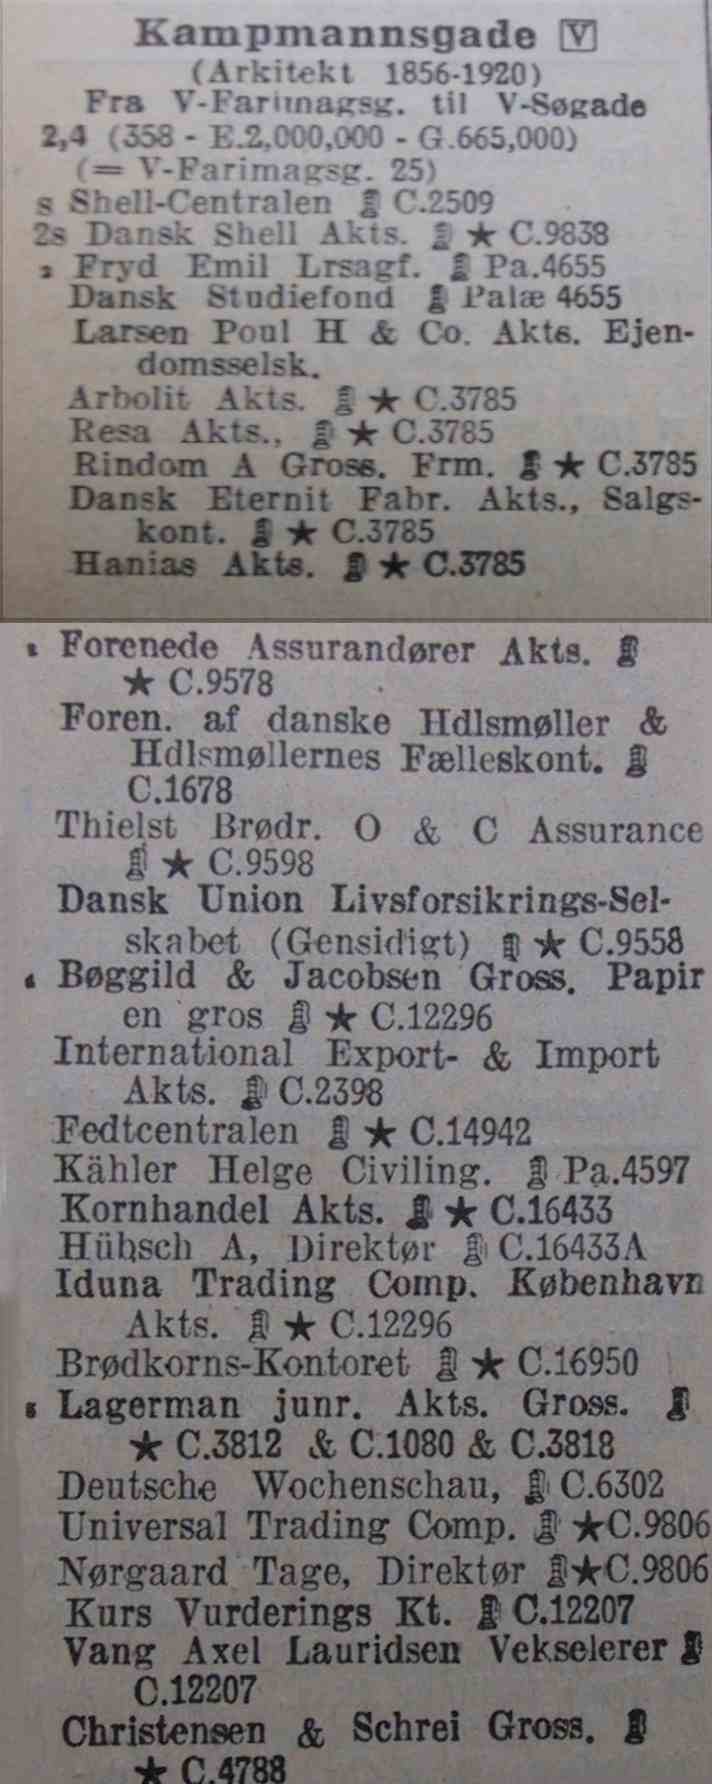 Kampmannsgade V
(Arkitekt 1856-1920)
Fra V-Farimagsg. til V-Søgade
2,4 (358 - E.2,000,000 - G.665,000)
(= V-Farimagsg. 25)
s Shell-Centralen C.2509
2s Dansk Shell Akts. ★ C.9838
2 Fryd Emil Lrsagf. Pa.4655
Dansk Studiefond Palæ 4655
Larsen Poul H & Co. Akts. Ejen-
domsselsk.
Arbolit Akts. ★ C.3785
Resa Akts., ★ C.3785
Rindom A Gross. Frm. ★ C.3785
Dansk Eternit Fabr. Akts., Salgs-
kont. ★ C.3785
Hanias Akts. ★ C.3785
Forenede Assurandører Akts.
★ C.9578
Foren. af danske Hdlsmøller &
Hdlsmøllernes Fælleskont.
C.1678
Thielst Brødr. O & C Assurance
★ C.9598
Dansk Union Livsforsikrings-Sel-
skabet (Gensidigt) ★ C.9558
4 Bøggild & Jacobsen Gross. Papir
en gros ★ C.12296
International Export- & Import
Akts. C.2398
Fedtcentralen ★ C.14942
Kähler Helge Civiling. Pa.4597
Kornhandel Akts. ★ C.16433
Hübsch A, Direktør C.16433A
Iduna Trading Comp. København
Akts. ★ C.12296
Brødkorns-Kontoret ★ C.16950
5 Lagerman junr. Akts. Gross.
★ C.3812 & C.1080 & C.3818
Deutsche Wochenschau, C.6302
Universal Trading Comp. ★C.9806
Nørgaard Tage, Direktør ★C.9806
Kurs Vurderings Kt. C.12207
Vang Axel Lauridsen Vekselerer
C.12207
Christensen & Schrei Gross.
★ C.4788